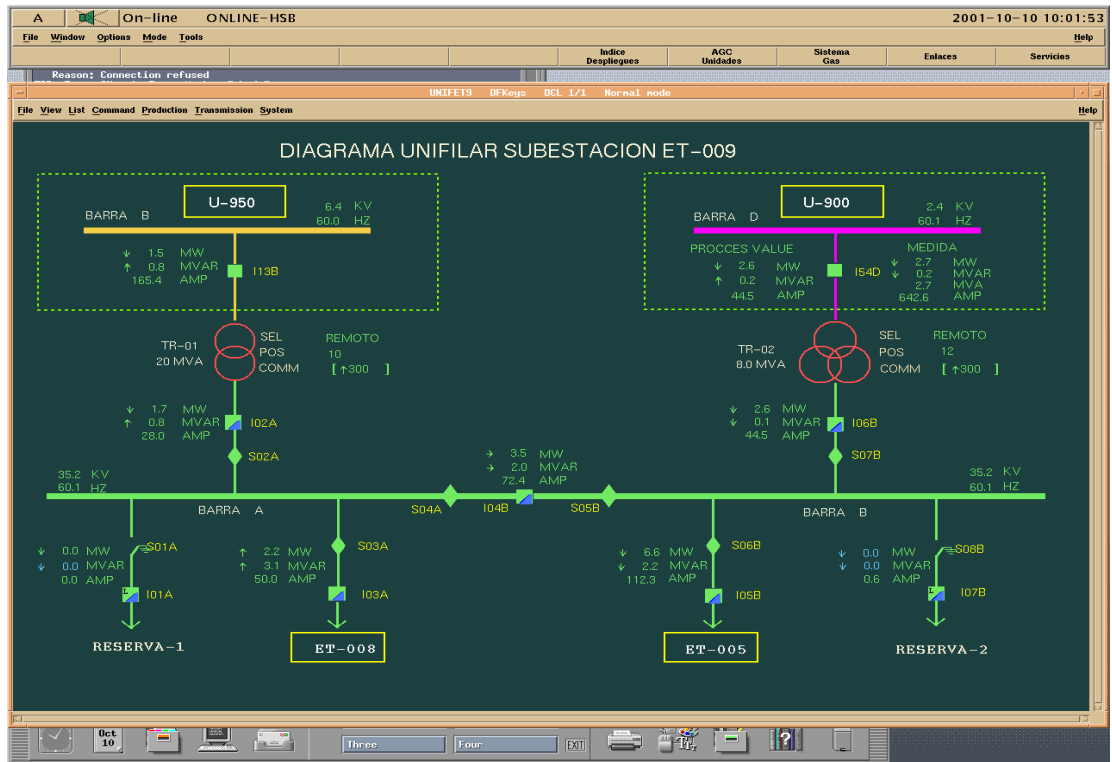 A On-line ONLINE-HSB 2001-10-10 10:01:53
File Window Options Mode Tools Help
Indice Despliegues AGC Unidades Sistema Gas Enlaces Servicios
Reason: Connection refused
UNIFET9 DFKeys DCL 1/1 Normal mode
File View List Command Production Transmission System Help
DIAGRAMA UNIFILAR SUBESTACION ET-009
U-950
6.4 KV
BARRA B
60.0 HZ
↓ 1.5 MW
↑ 0.8 MVAR
165.4 AMP
I13B
U-900
2.4 KV
BARRA D
60.1 HZ
PROCCES VALUE
↓ 2.6 MW
↑ 0.2 MVAR
44.5 AMP
I54D
MEDIDA
↓ 2.7 MW
↓ 0.2 MVAR
2.7 MVA
642.6 AMP
TR-01
20 MVA
SEL REMOTO
POS 10
COMM [ ↑300 ]
TR-02
8.0 MVA
SEL REMOTO
POS 12
COMM [ ↑300 ]
↓ 1.7 MW
↑ 0.8 MVAR
28.0 AMP
I02A
S02A
↓ 2.6 MW
↓ 0.1 MVAR
44.5 AMP
I06B
S07B
→ 3.5 MW
→ 2.0 MVAR
72.4 AMP
35.2 KV
60.1 HZ
35.2 KV
60.1 HZ
BARRA A
S04A
I04B
S05B
BARRA B
↓ 0.0 MW
↓ 0.0 MVAR
0.0 AMP
S01A
I01A
L
RESERVA-1
↑ 2.2 MW
↑ 3.1 MVAR
50.0 AMP
S03A
I03A
ET-008
↓ 6.6 MW
↓ 2.2 MVAR
112.3 AMP
S06B
I05B
ET-005
↓ 0.0 MW
↓ 0.0 MVAR
0.6 AMP
S08B
I07B
L
RESERVA-2
Oct
10
Three
Four
EXIT
?